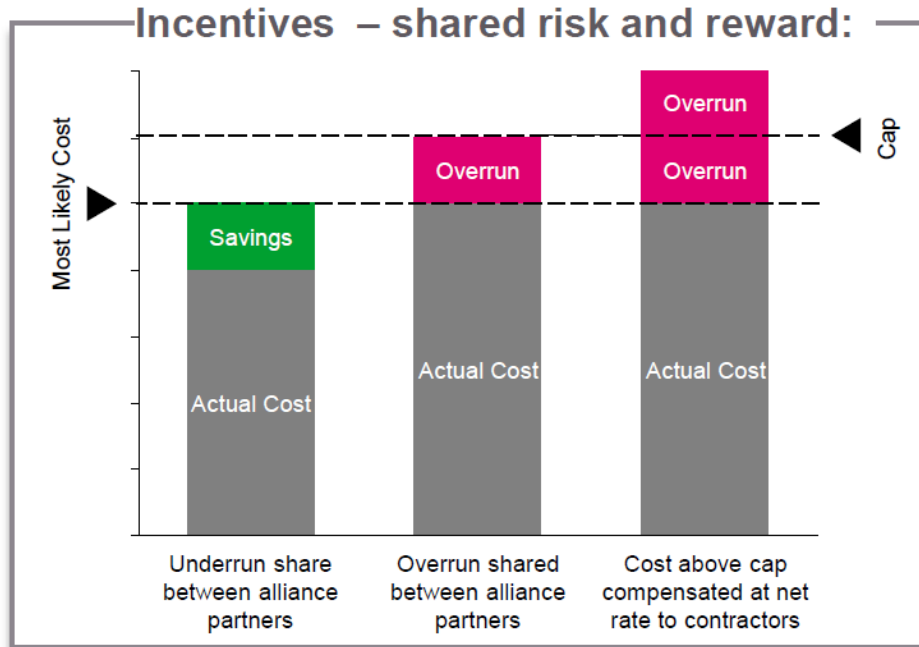 Incentives – shared risk and reward:
Most Likely Cost
Cap
Savings
Actual Cost
Overrun
Actual Cost
Overrun
Overrun
Actual Cost
Underrun share
between alliance
partners
Overrun shared
between alliance
partners
Cost above cap
compensated at net
rate to contractors